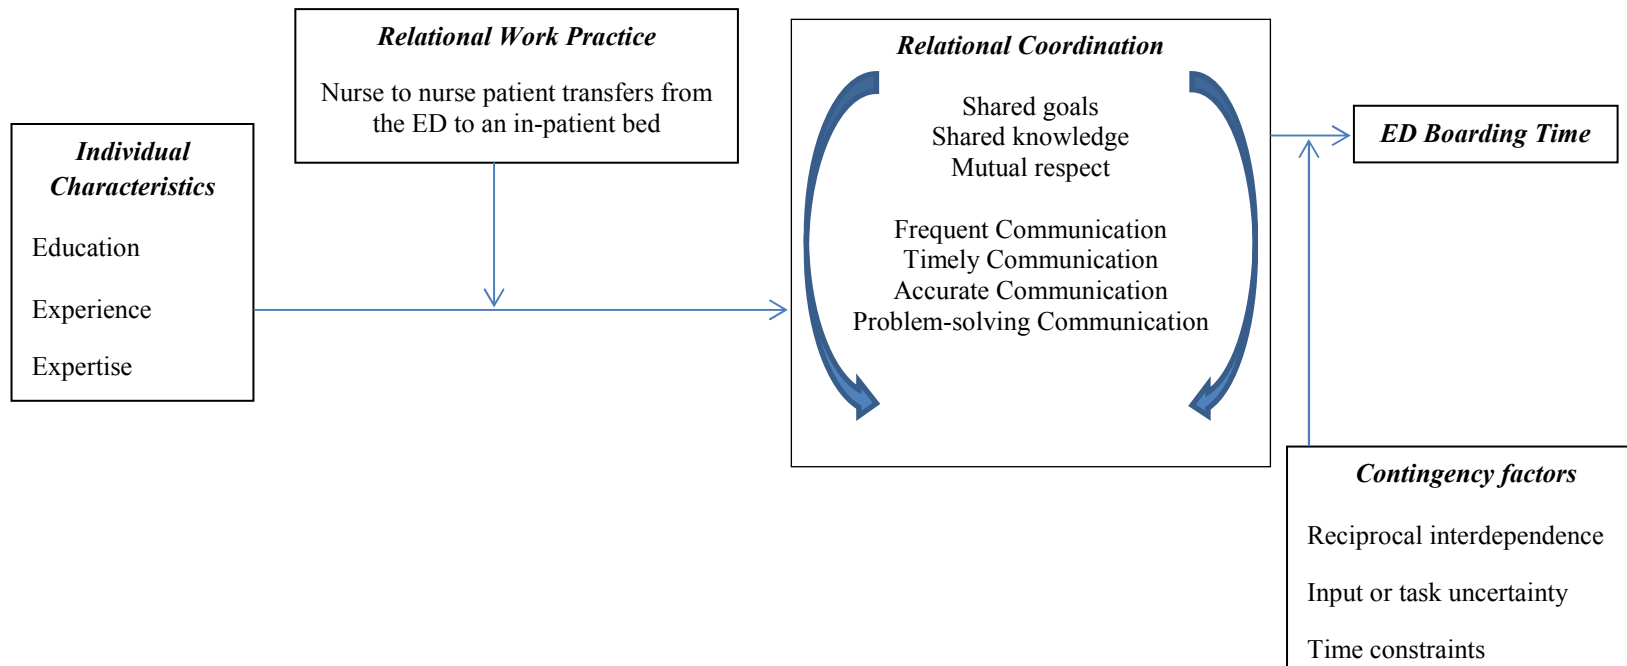 Individual
Characteristics
Education
Experience
Expertise
Relational Work Practice
Nurse to nurse patient transfers from
the ED to an in-patient bed
Relational Coordination
Shared goals
Shared knowledge
Mutual respect
Frequent Communication
Timely Communication
Accurate Communication
Problem-solving Communication
ED Boarding Time
Contingency factors
Reciprocal interdependence
Input or task uncertainty
Time constraints